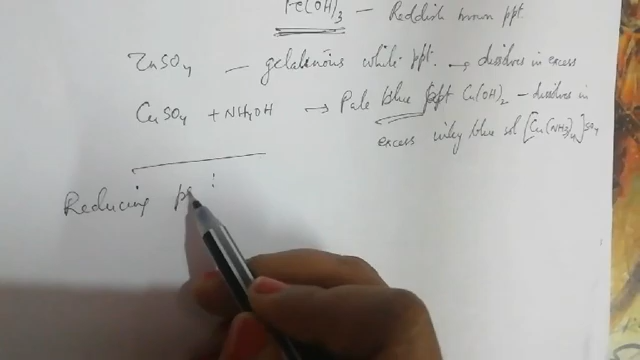 Fe(OH)3 — Reddish brown ppt.
ZnSO4 — gelatinous white ppt. → dissolves in excess
CuSO4 + NH4OH → Pale blue ppt Cu(OH)2 – dissolves in
excess inky blue sol [Cu(NH3)4]SO4
Reducing :